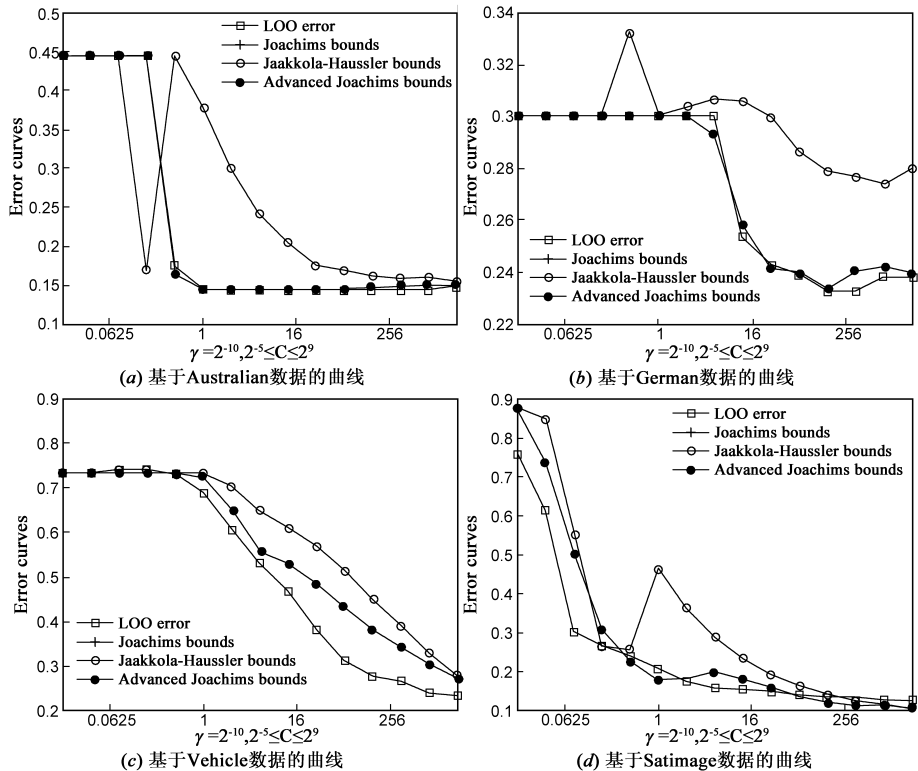 0.5
0.45
0.4
0.35
0.3
0.25
0.2
0.15
0.1
Error curves
LOO error
Joachims bounds
Jaakkola-Haussler bounds
Advanced Joachims bounds
0.0625 1 16 256
γ=2⁻¹⁰,2⁻⁵≤C≤2⁹
(a) 基于Australian数据的曲线
0.34
0.32
0.3
0.28
0.26
0.24
0.22
Error curves
LOO error
Joachims bounds
Jaakkola-Haussler bounds
Advanced Joachims bounds
0.0625 1 16 256
γ=2⁻¹⁰,2⁻⁵≤C≤2⁹
(b) 基于German数据的曲线
0.9
0.8
0.7
0.6
0.5
0.4
0.3
0.2
Error curves
LOO error
Joachims bounds
Jaakkola-Haussler bounds
Advanced Joachims bounds
0.0625 1 16 256
γ=2⁻¹⁰,2⁻⁵≤C≤2⁹
(c) 基于Vehicle数据的曲线
0.9
0.8
0.7
0.6
0.5
0.4
0.3
0.2
0.1
Error curves
LOO error
Joachims bounds
Jaakkola-Haussler bounds
Advanced Joachims bounds
0.0625 1 16 256
γ=2⁻¹⁰,2⁻⁵≤C≤2⁹
(d) 基于Satimage数据的曲线